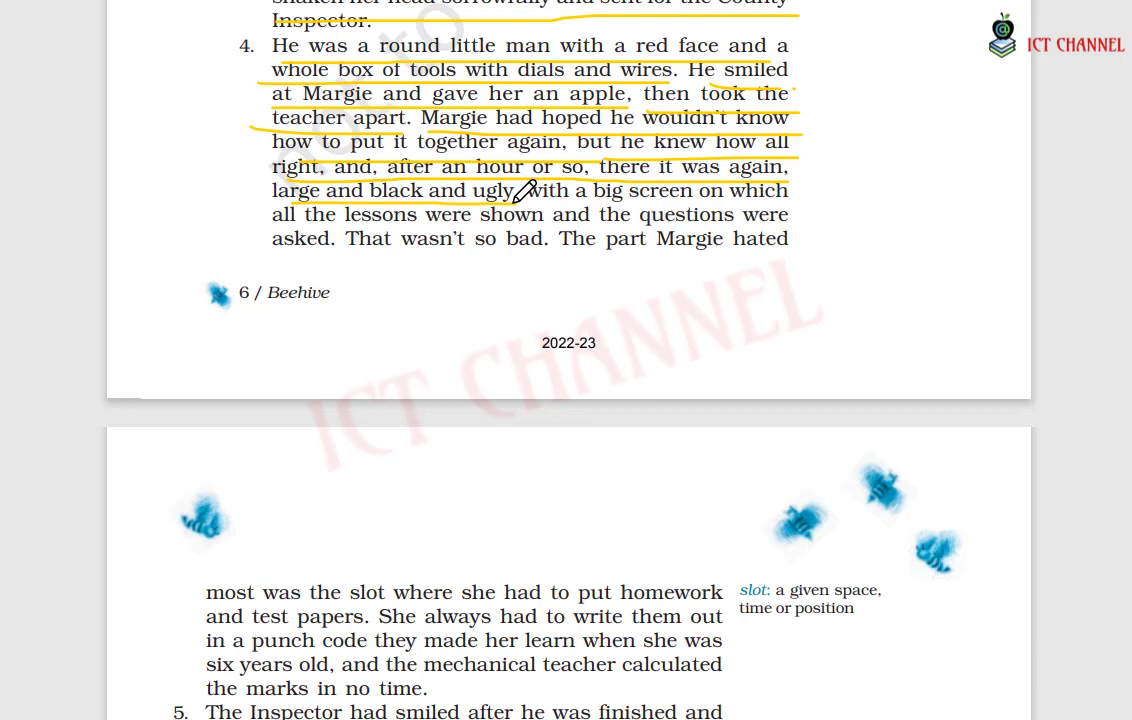 shaken her head sorrowfully and sent for the County
Inspector.
4. He was a round little man with a red face and a
whole box of tools with dials and wires. He smiled
at Margie and gave her an apple, then took the
teacher apart. Margie had hoped he wouldn't know
how to put it together again, but he knew how all
right, and, after an hour or so, there it was again,
large and black and ugly, with a big screen on which
all the lessons were shown and the questions were
asked. That wasn't so bad. The part Margie hated
ICT CHANNEL
not to
6 / Beehive
2022-23
ICT CHANNEL
most was the slot where she had to put homework
and test papers. She always had to write them out
in a punch code they made her learn when she was
six years old, and the mechanical teacher calculated
the marks in no time.
slot: a given space,
time or position
5. The Inspector had smiled after he was finished and